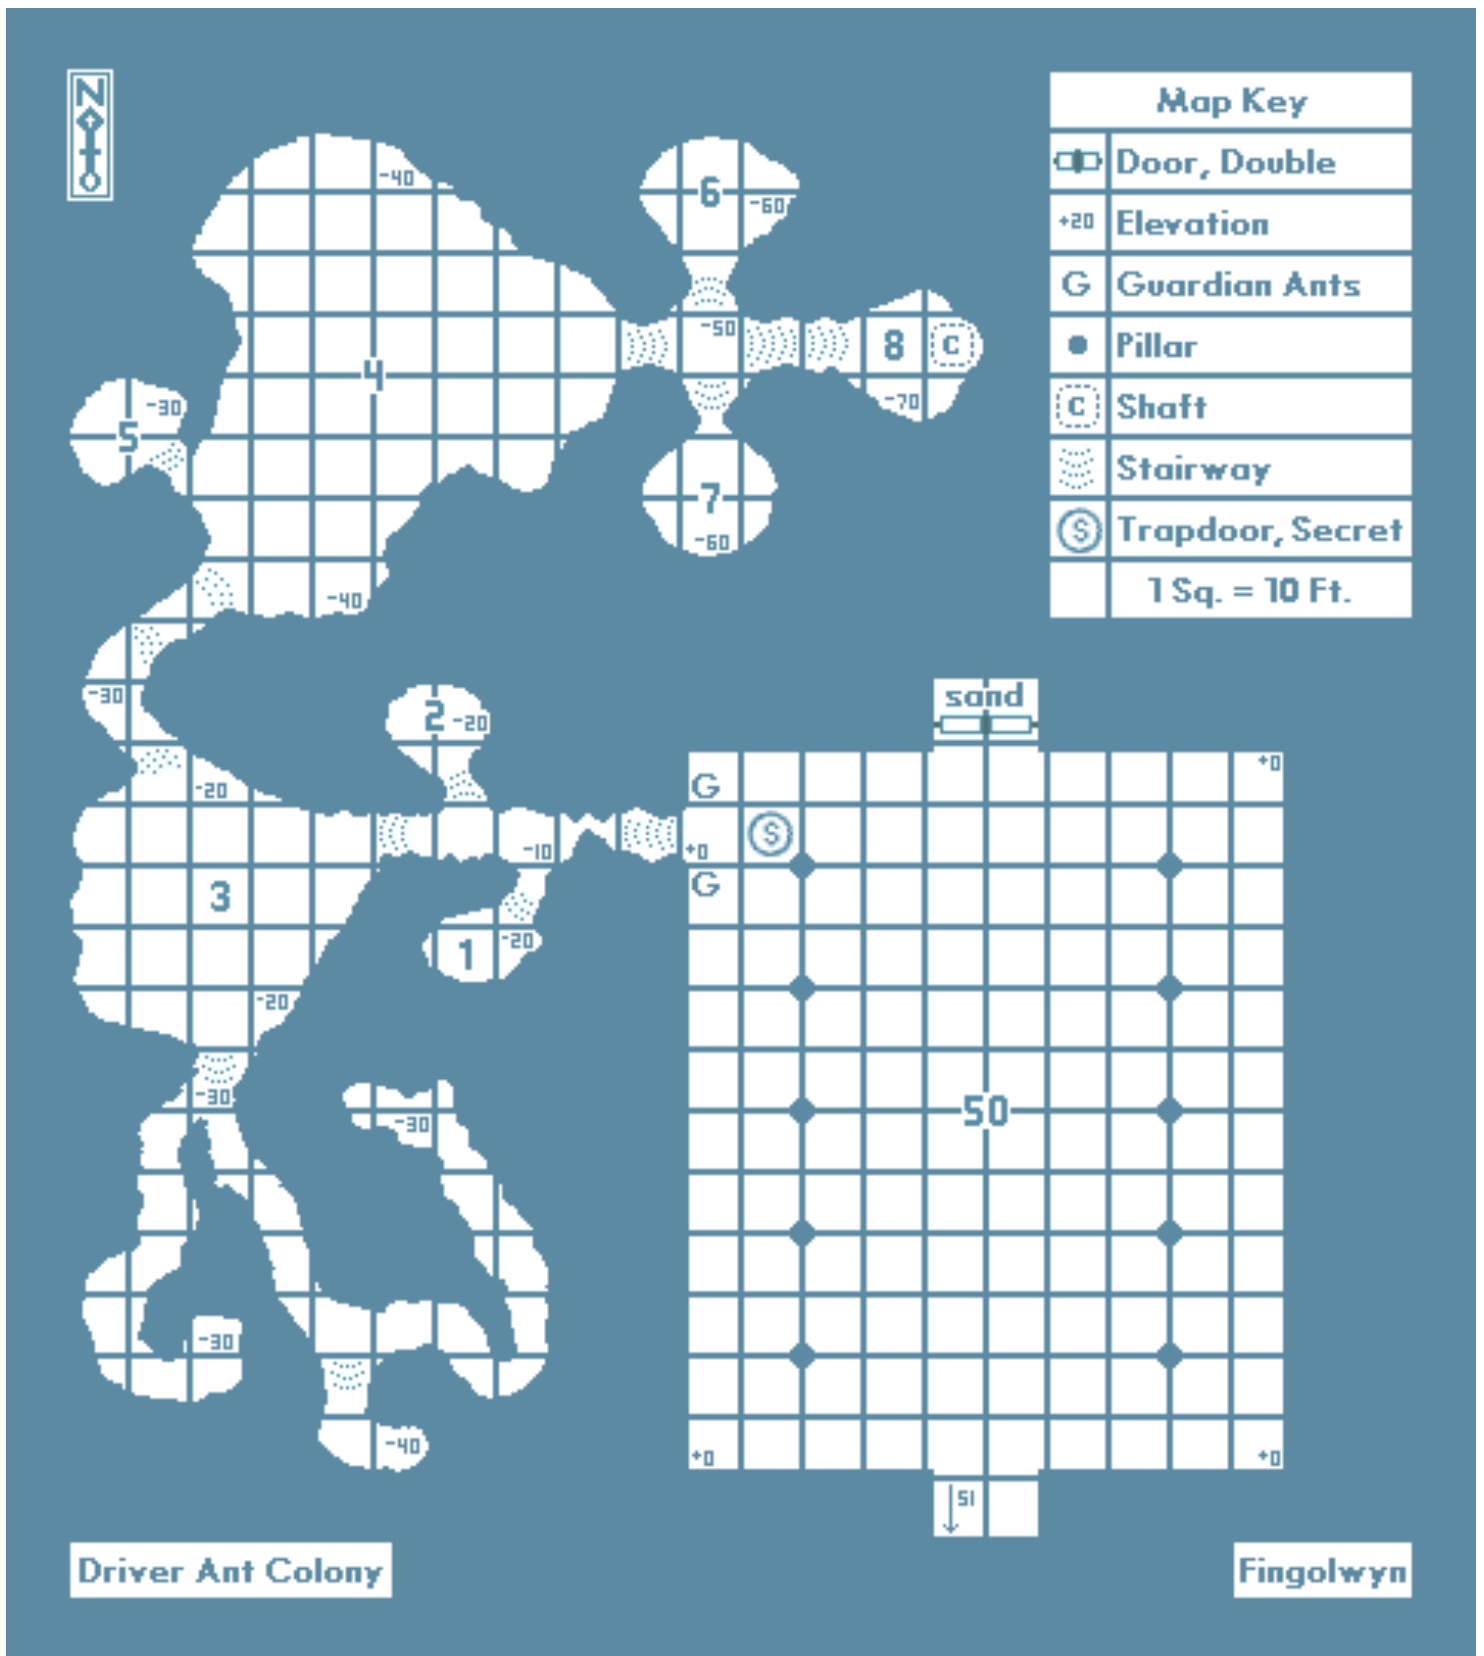 N
Map Key
Door, Double
+20 Elevation
G Guardian Ants
Pillar
C Shaft
Stairway
S Trapdoor, Secret
1 Sq. = 10 Ft.
-40
6
-60
-50
8
C
-70
4
-30
5
7
-60
-40
-30
2
-20
sand
-20
G
+0
S
-10
+0
G
3
1
-20
-20
-30
-30
50
-30
-40
+0
+0
51
Driver Ant Colony
Fingolwyn